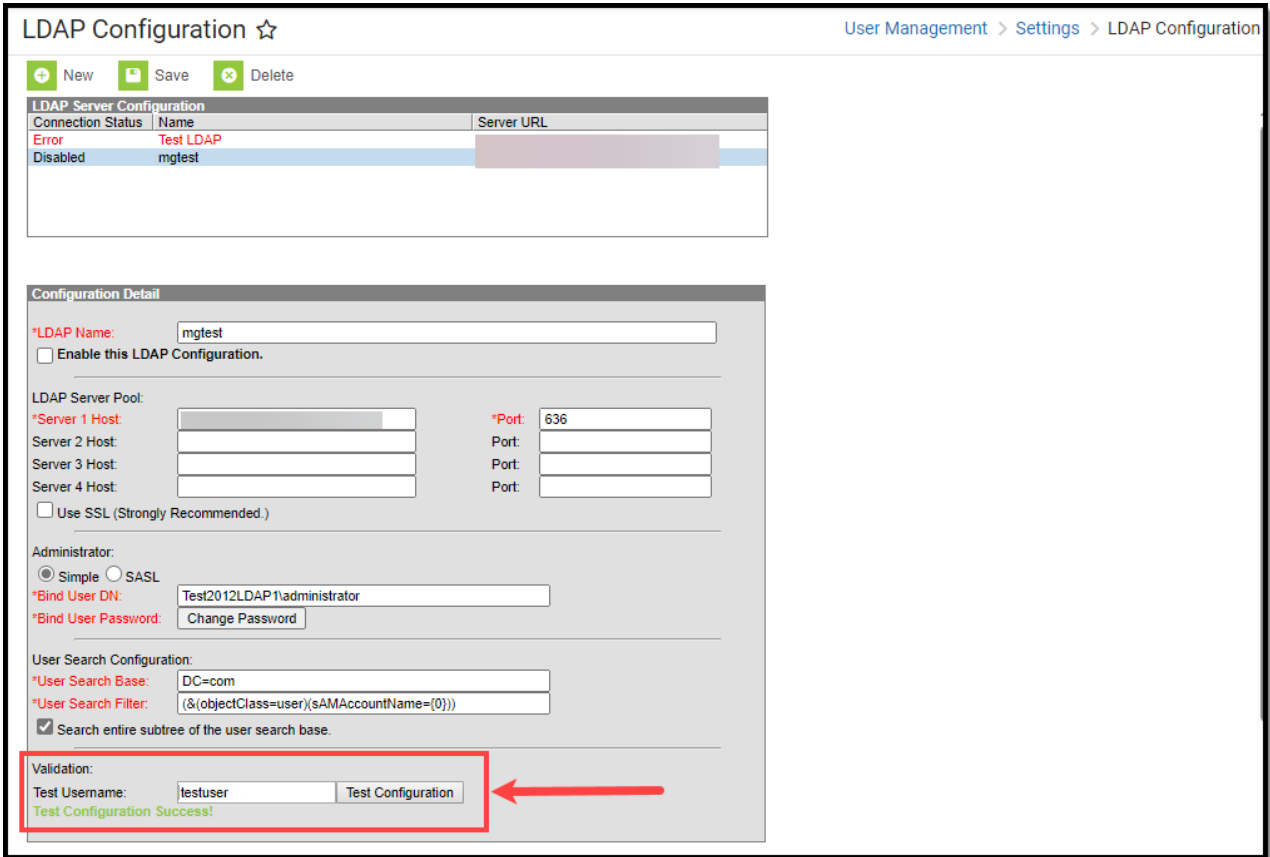 LDAP Configuration
User Management > Settings > LDAP Configuration
New Save Delete
LDAP Server Configuration
Connection Status Name Server URL
Error Test LDAP
Disabled mgtest
Configuration Detail
*LDAP Name: mgtest
Enable this LDAP Configuration.
LDAP Server Pool:
*Server 1 Host: *Port: 636
Server 2 Host: Port:
Server 3 Host: Port:
Server 4 Host: Port:
Use SSL (Strongly Recommended.)
Administrator:
Simple SASL
*Bind User DN: Test2012LDAP1\administrator
*Bind User Password: Change Password
User Search Configuration:
*User Search Base: DC=com
*User Search Filter: (&(objectClass=user)(sAMAccountName={0}))
Search entire subtree of the user search base.
Validation:
Test Username: testuser Test Configuration
Test Configuration Success!